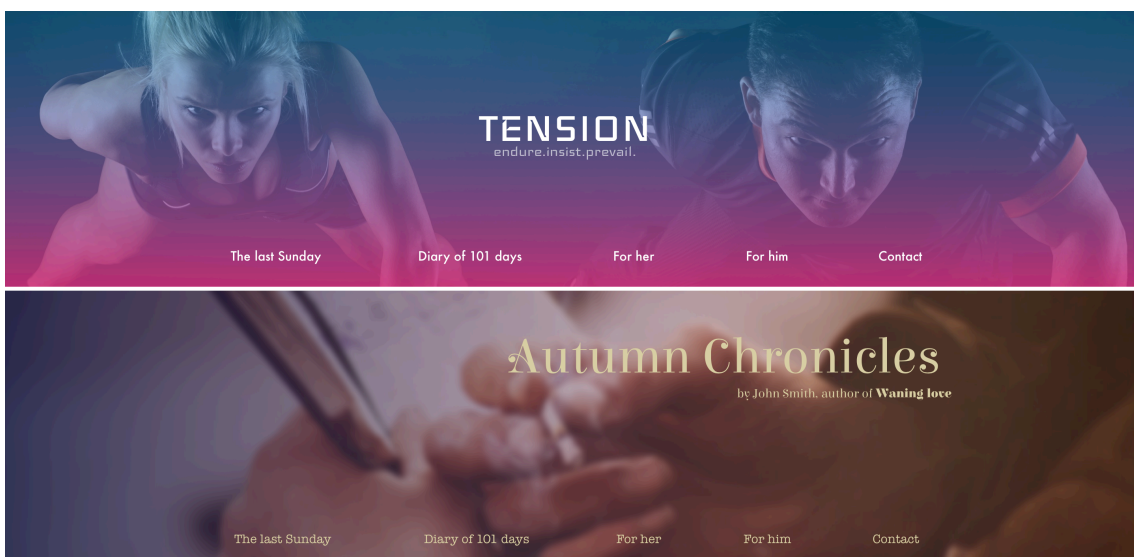 TENSION
endure.insist.prevail.
The last Sunday Diary of 101 days For her For him Contact
Autumn Chronicles
by John Smith, author of Waning love
The last Sunday Diary of 101 days For her For him Contact